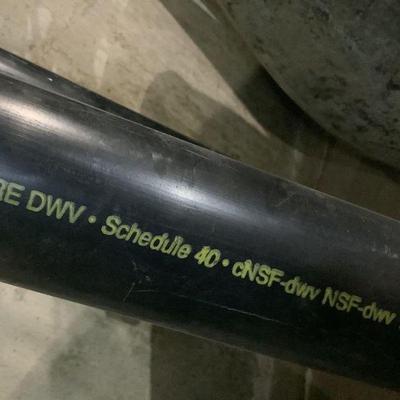 RE DWV • Schedule 40 • cNSF-dwv NSF-dwv